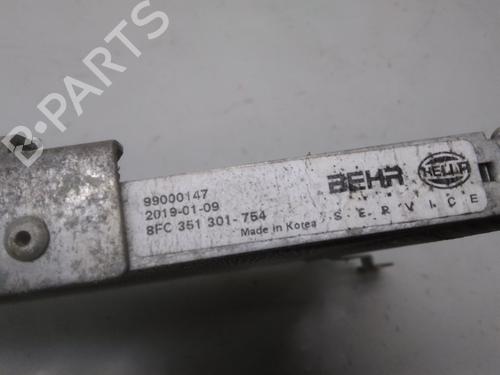 B-PARTS
99000147
2019-01-09
8FC 351 301-754
Made in Korea
BEHR HELLA
SERVICE